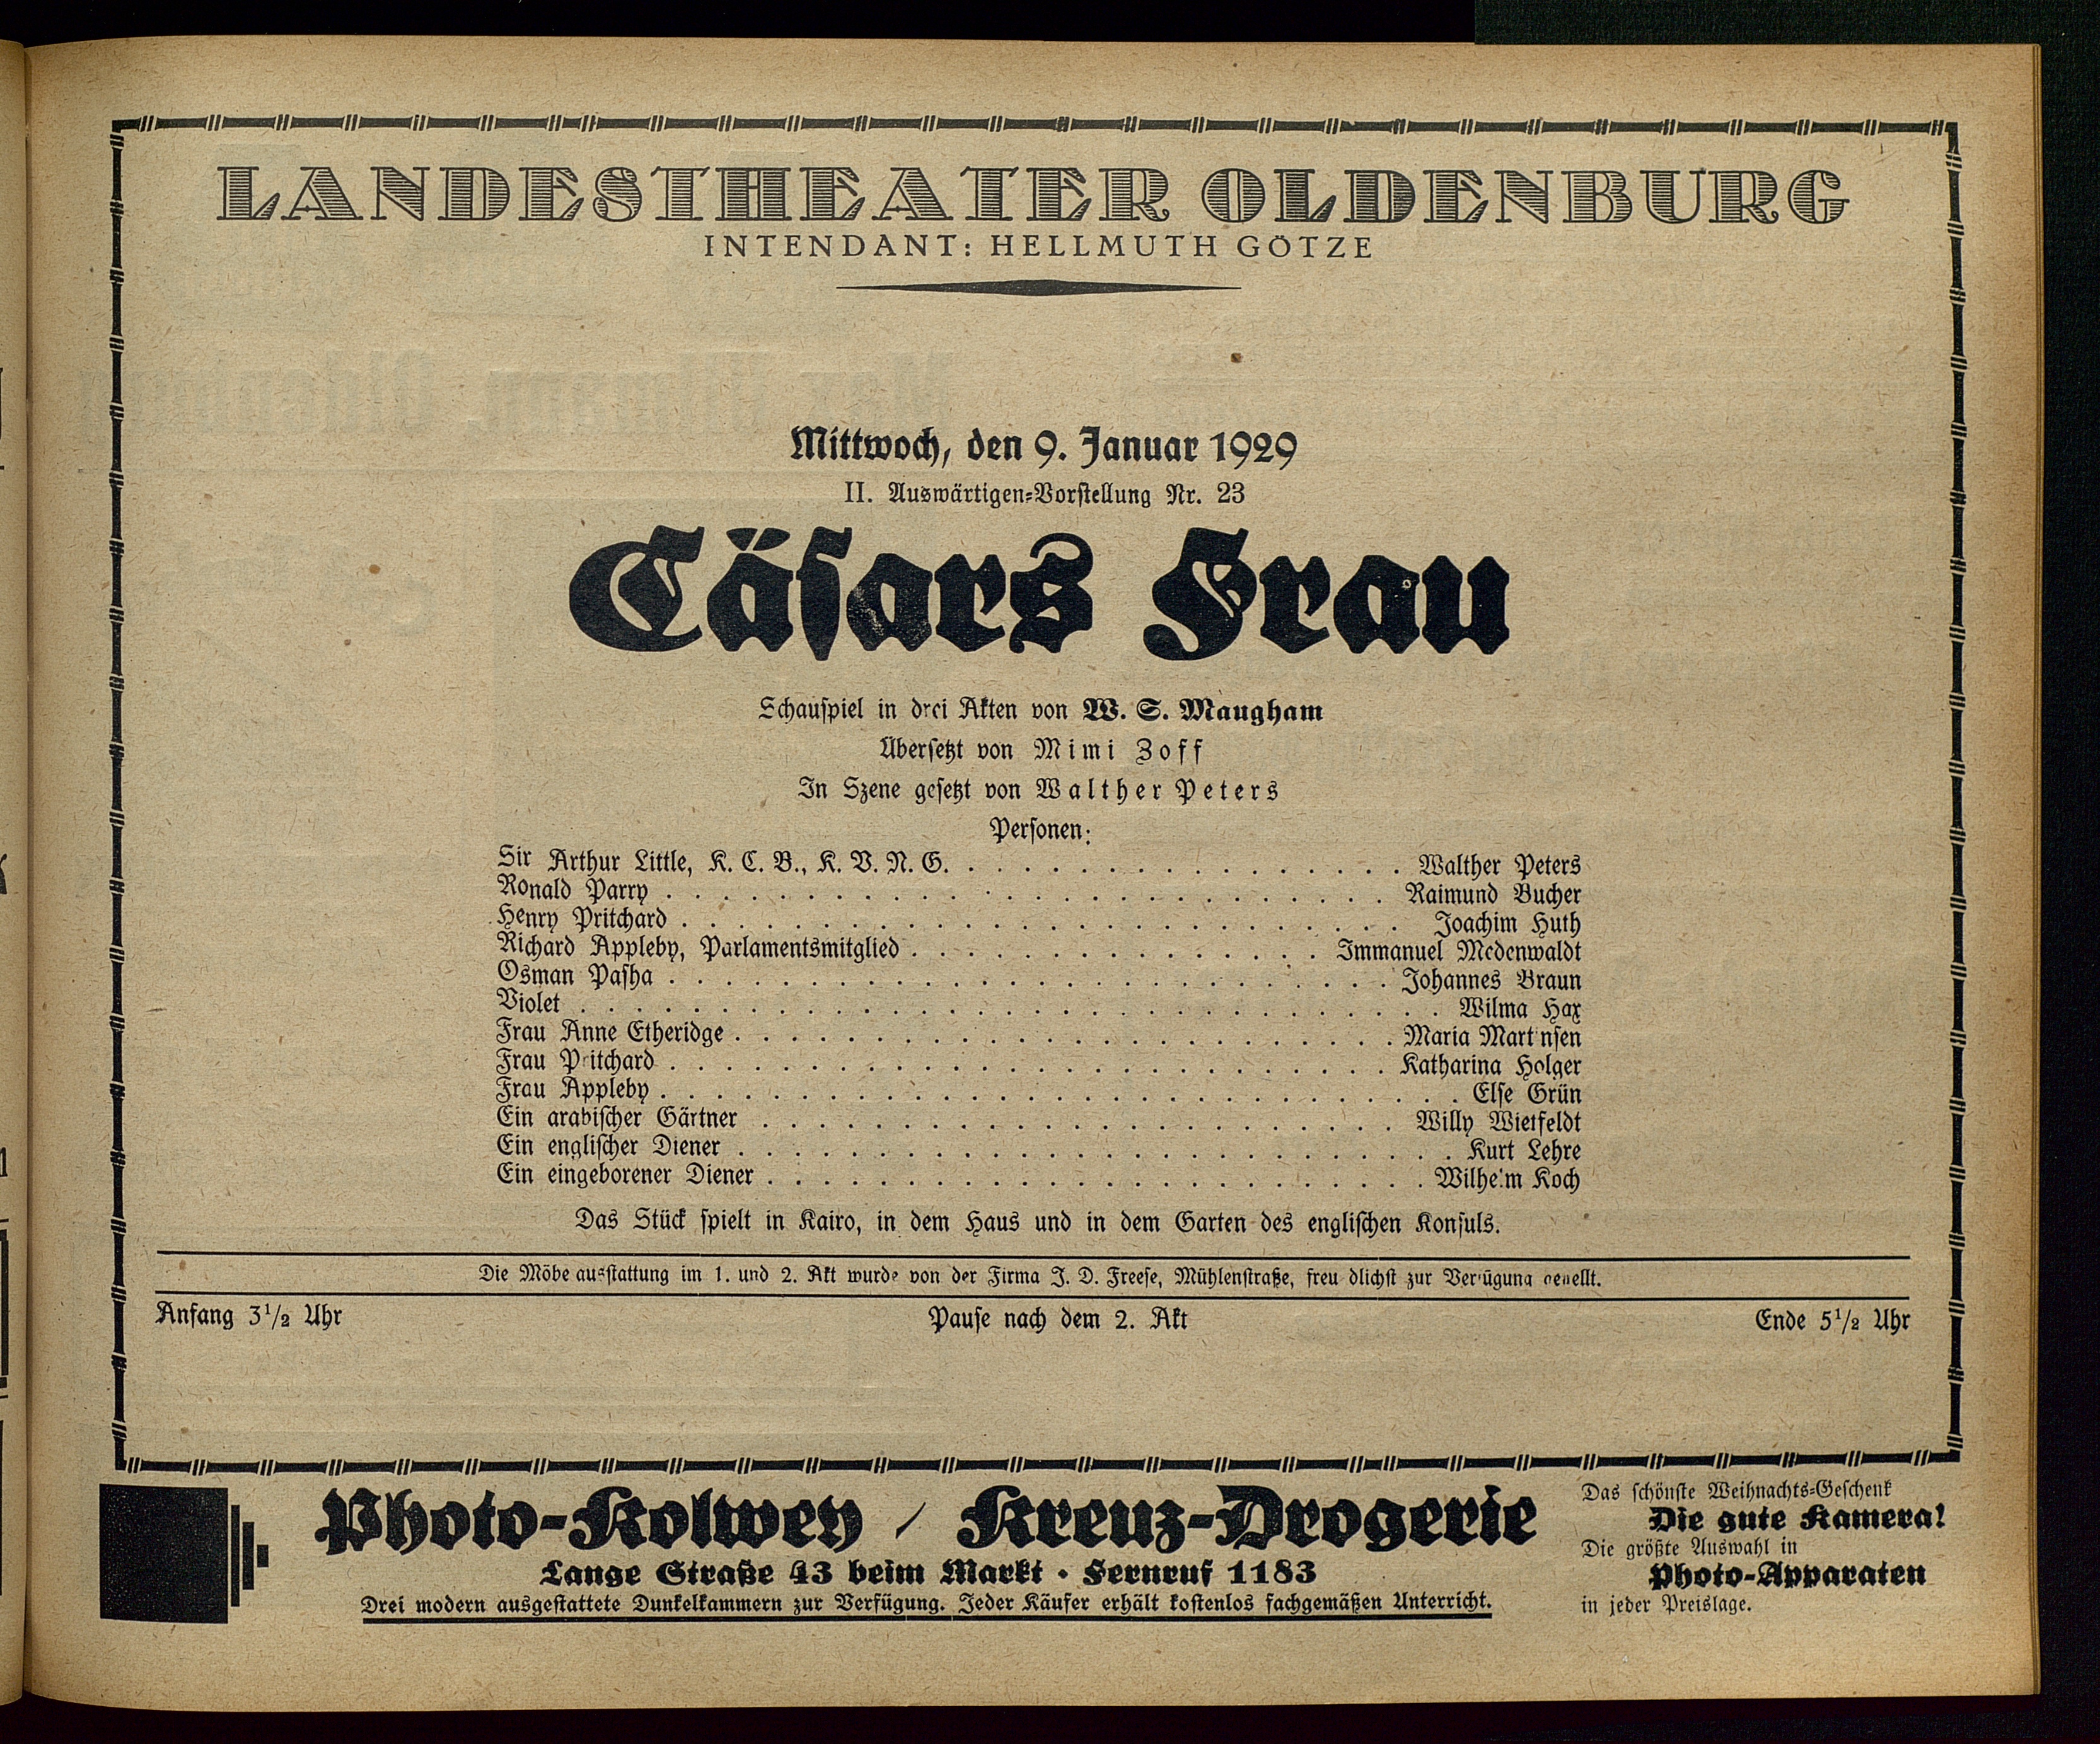 LANDESTHEATER OLDENBURG
INTENDANT: HELLMUTH GÖTZE
Mittwoch, den 9. Januar 1929
II. Auswärtigen-Vorstellung Nr. 23
Cäsars Frau
Schauspiel in drei Akten von W. S. Maugham
Übersetzt von Mimi Zoff
In Szene gesetzt von Walther Peters
Personen:
Sir Arthur Little, K. C. B., K. V. N. G. . . . . . . . . . . . . . . . . Walther Peters
Ronald Parry . . . . . . . . . . . . . . . . . . . . . . . . . . Raimund Bucher
Henry Pritchard . . . . . . . . . . . . . . . . . . . . . . . . . . Joachim Huth
Richard Appleby, Parlamentsmitglied . . . . . . . . . . . . . . . Immanuel Medenwaldt
Osman Pasha . . . . . . . . . . . . . . . . . . . . . . . . . . Johannes Braun
Violet . . . . . . . . . . . . . . . . . . . . . . . . . . . . . . . Wilma Hax
Frau Anne Etheridge . . . . . . . . . . . . . . . . . . . . . . . . Maria Martinsen
Frau Pritchard . . . . . . . . . . . . . . . . . . . . . . . . . . Katharina Holger
Frau Appleby . . . . . . . . . . . . . . . . . . . . . . . . . . . . . Else Grün
Ein arabischer Gärtner . . . . . . . . . . . . . . . . . . . . . . . Willy Wietfeldt
Ein englischer Diener . . . . . . . . . . . . . . . . . . . . . . . . . . Kurt Lehre
Ein eingeborener Diener . . . . . . . . . . . . . . . . . . . . . . . . Wilhelm Koch
Das Stück spielt in Kairo, in dem Haus und in dem Garten des englischen Konsuls.
Die Möbelausstattung im 1. und 2. Akt wurde von der Firma J. D. Freese, Mühlenstraße, freundlichst zur Verfügung gestellt.
Anfang 3½ Uhr Pause nach dem 2. Akt Ende 5½ Uhr
Photo-Kolwey / Kreuz-Drogerie
Lange Straße 43 beim Markt · Fernruf 1183
Drei modern ausgestattete Dunkelkammern zur Verfügung. Jeder Käufer erhält kostenlos fachgemäßen Unterricht.
Das schönste Weihnachts-Geschenk
Die gute Kamera!
Die größte Auswahl in
Photo-Apparaten
in jeder Preislage.